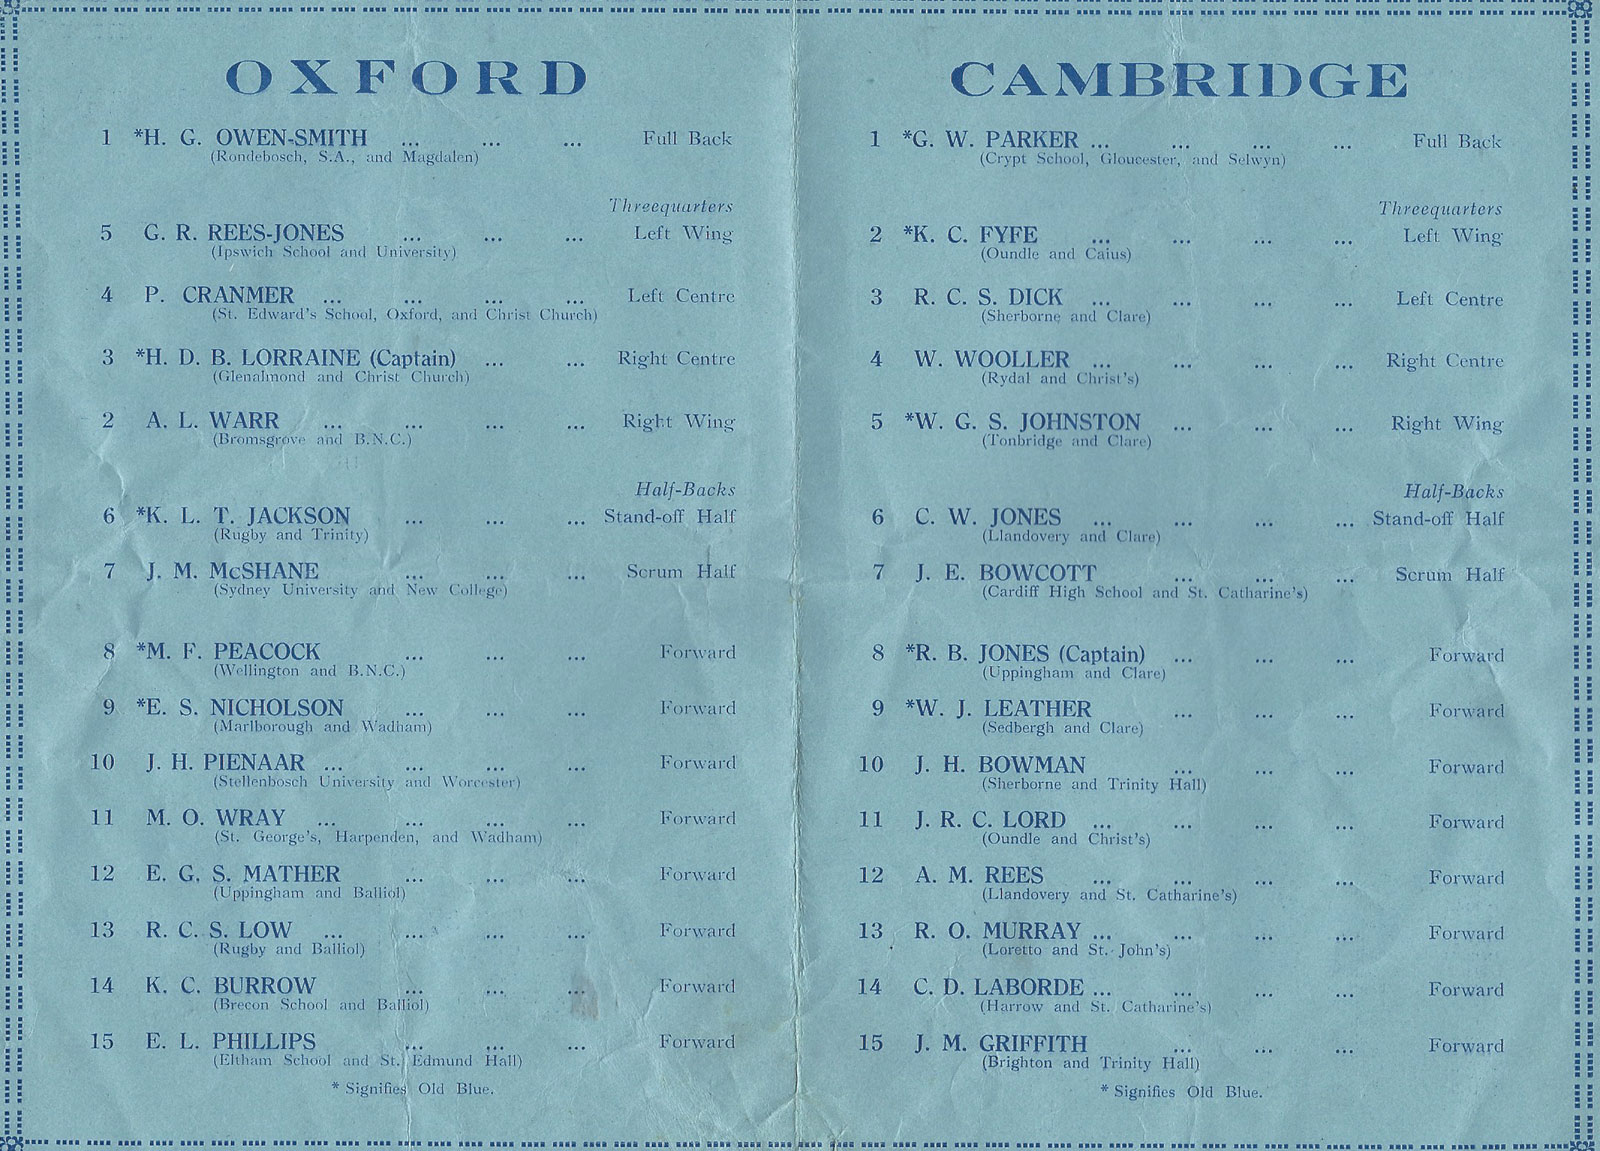 OXFORD
1 *H. G. OWEN-SMITH ... ... ... Full Back
(Rondebosch, S.A., and Magdalen)
Threequarters
5 G. R. REES-JONES ... ... ... Left Wing
(Ipswich School and University)
4 P. CRANMER ... ... ... ... Left Centre
(St. Edward's School, Oxford, and Christ Church)
3 *H. D. B. LORRAINE (Captain) ... ... Right Centre
(Glenalmond and Christ Church)
2 A. L. WARR ... ... ... ... Right Wing
(Bromsgrove and B.N.C.)
Half-Backs
6 *K. L. T. JACKSON ... ... ... Stand-off Half
(Rugby and Trinity)
7 J. M. McSHANE ... ... ... Scrum Half
(Sydney University and New College)
8 *M. F. PEACOCK ... ... ... Forward
(Wellington and B.N.C.)
9 *E. S. NICHOLSON ... ... ... Forward
(Marlborough and Wadham)
10 J. H. PIENAAR ... ... ... ... Forward
(Stellenbosch University and Worcester)
11 M. O. WRAY ... ... ... ... Forward
(St. George's, Harpenden, and Wadham)
12 E. G. S. MATHER ... ... ... Forward
(Uppingham and Balliol)
13 R. C. S. LOW ... ... ... ... Forward
(Rugby and Balliol)
14 K. C. BURROW ... ... ... Forward
(Brecon School and Balliol)
15 E. L. PHILLIPS ... ... ... Forward
(Eltham School and St. Edmund Hall)
* Signifies Old Blue.
CAMBRIDGE
1 *G. W. PARKER ... ... ... ... Full Back
(Crypt School, Gloucester, and Selwyn)
Threequarters
2 *K. C. FYFE ... ... ... ... Left Wing
(Oundle and Caius)
3 R. C. S. DICK ... ... ... ... Left Centre
(Sherborne and Clare)
4 W. WOOLLER ... ... ... ... Right Centre
(Rydal and Christ's)
5 *W. G. S. JOHNSTON ... ... ... Right Wing
(Tonbridge and Clare)
Half-Backs
6 C. W. JONES ... ... ... ... Stand-off Half
(Llandovery and Clare)
7 J. E. BOWCOTT ... ... ... Scrum Half
(Cardiff High School and St. Catharine's)
8 *R. B. JONES (Captain) ... ... ... Forward
(Uppingham and Clare)
9 *W. J. LEATHER ... ... ... Forward
(Sedbergh and Clare)
10 J. H. BOWMAN ... ... ... Forward
(Sherborne and Trinity Hall)
11 J. R. C. LORD ... ... ... ... Forward
(Oundle and Christ's)
12 A. M. REES ... ... ... ... Forward
(Llandovery and St. Catharine's)
13 R. O. MURRAY ... ... ... ... Forward
(Loretto and St. John's)
14 C. D. LABORDE ... ... ... ... Forward
(Harrow and St. Catharine's)
15 J. M. GRIFFITH ... ... ... Forward
(Brighton and Trinity Hall)
* Signifies Old Blue.